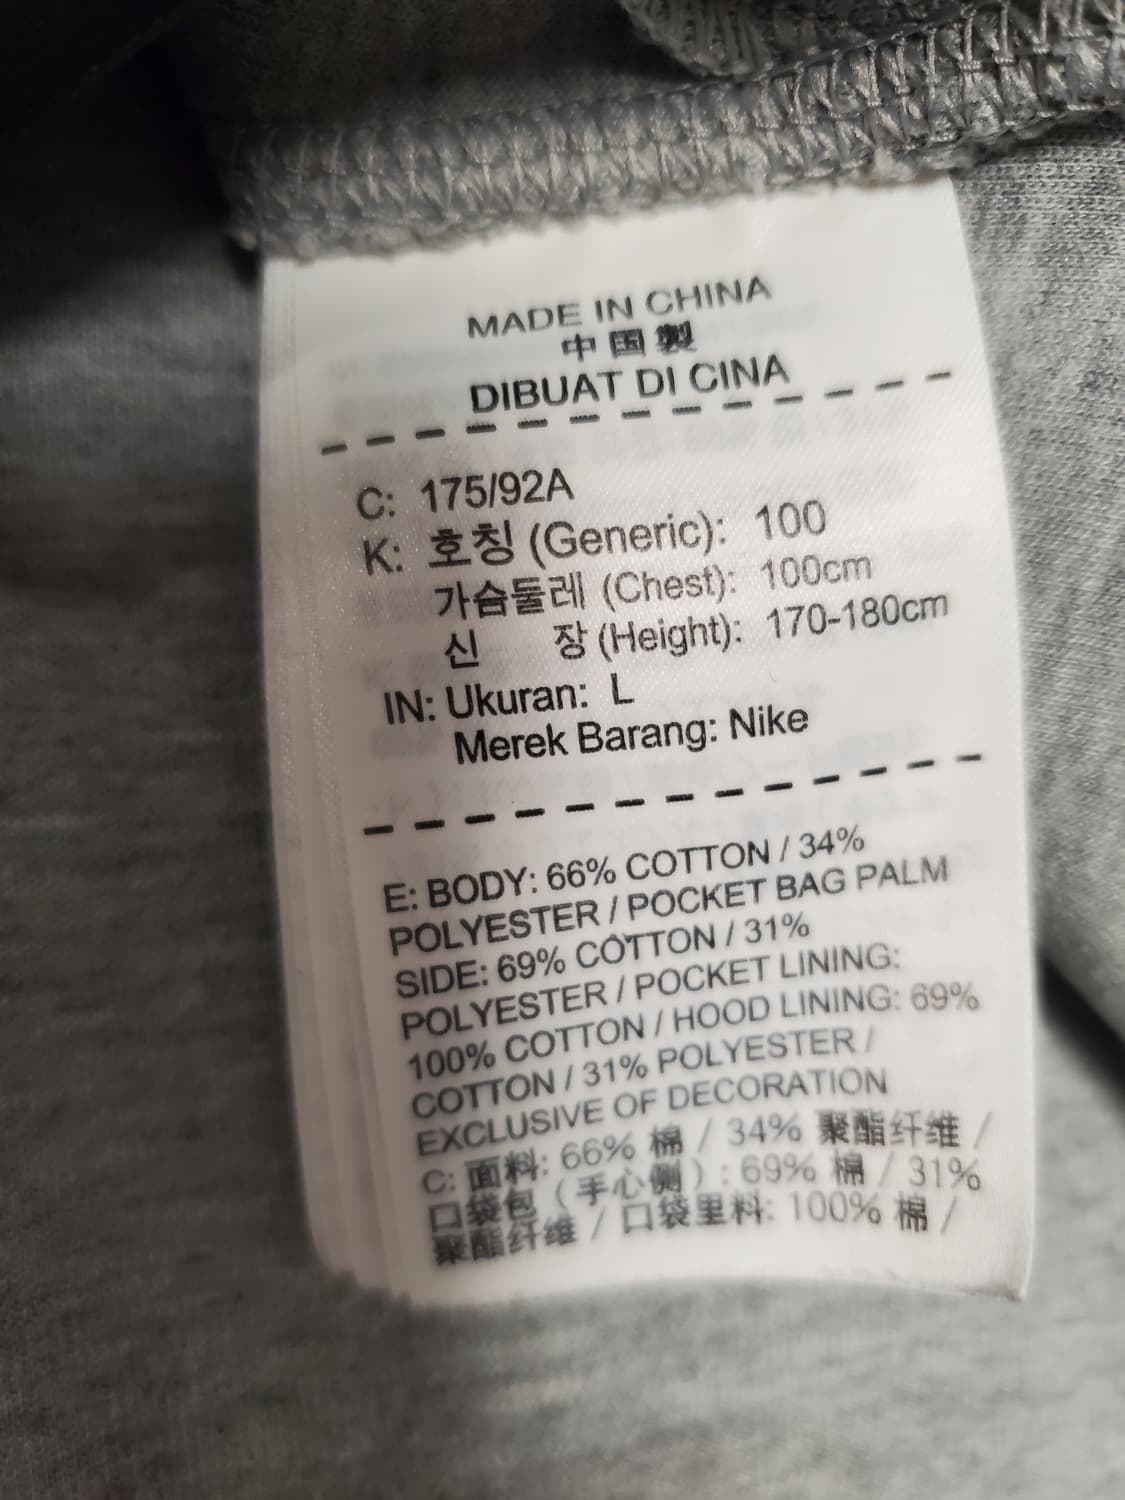 MADE IN CHINA
中国製
DIBUAT DI CINA
C: 175/92A
K: 호칭 (Generic): 100
가슴둘레 (Chest): 100cm
신 장 (Height): 170-180cm
IN: Ukuran: L
Merek Barang: Nike
E: BODY: 66% COTTON / 34%
POLYESTER / POCKET BAG PALM
SIDE: 69% COTTON / 31%
POLYESTER / POCKET LINING:
100% COTTON / HOOD LINING: 69%
COTTON / 31% POLYESTER /
EXCLUSIVE OF DECORATION
C: 面料: 66% 棉 / 34% 聚酯纤维 /
口袋包 (手心侧) : 69% 棉 / 31%
聚酯纤维 / 口袋里料: 100% 棉 /